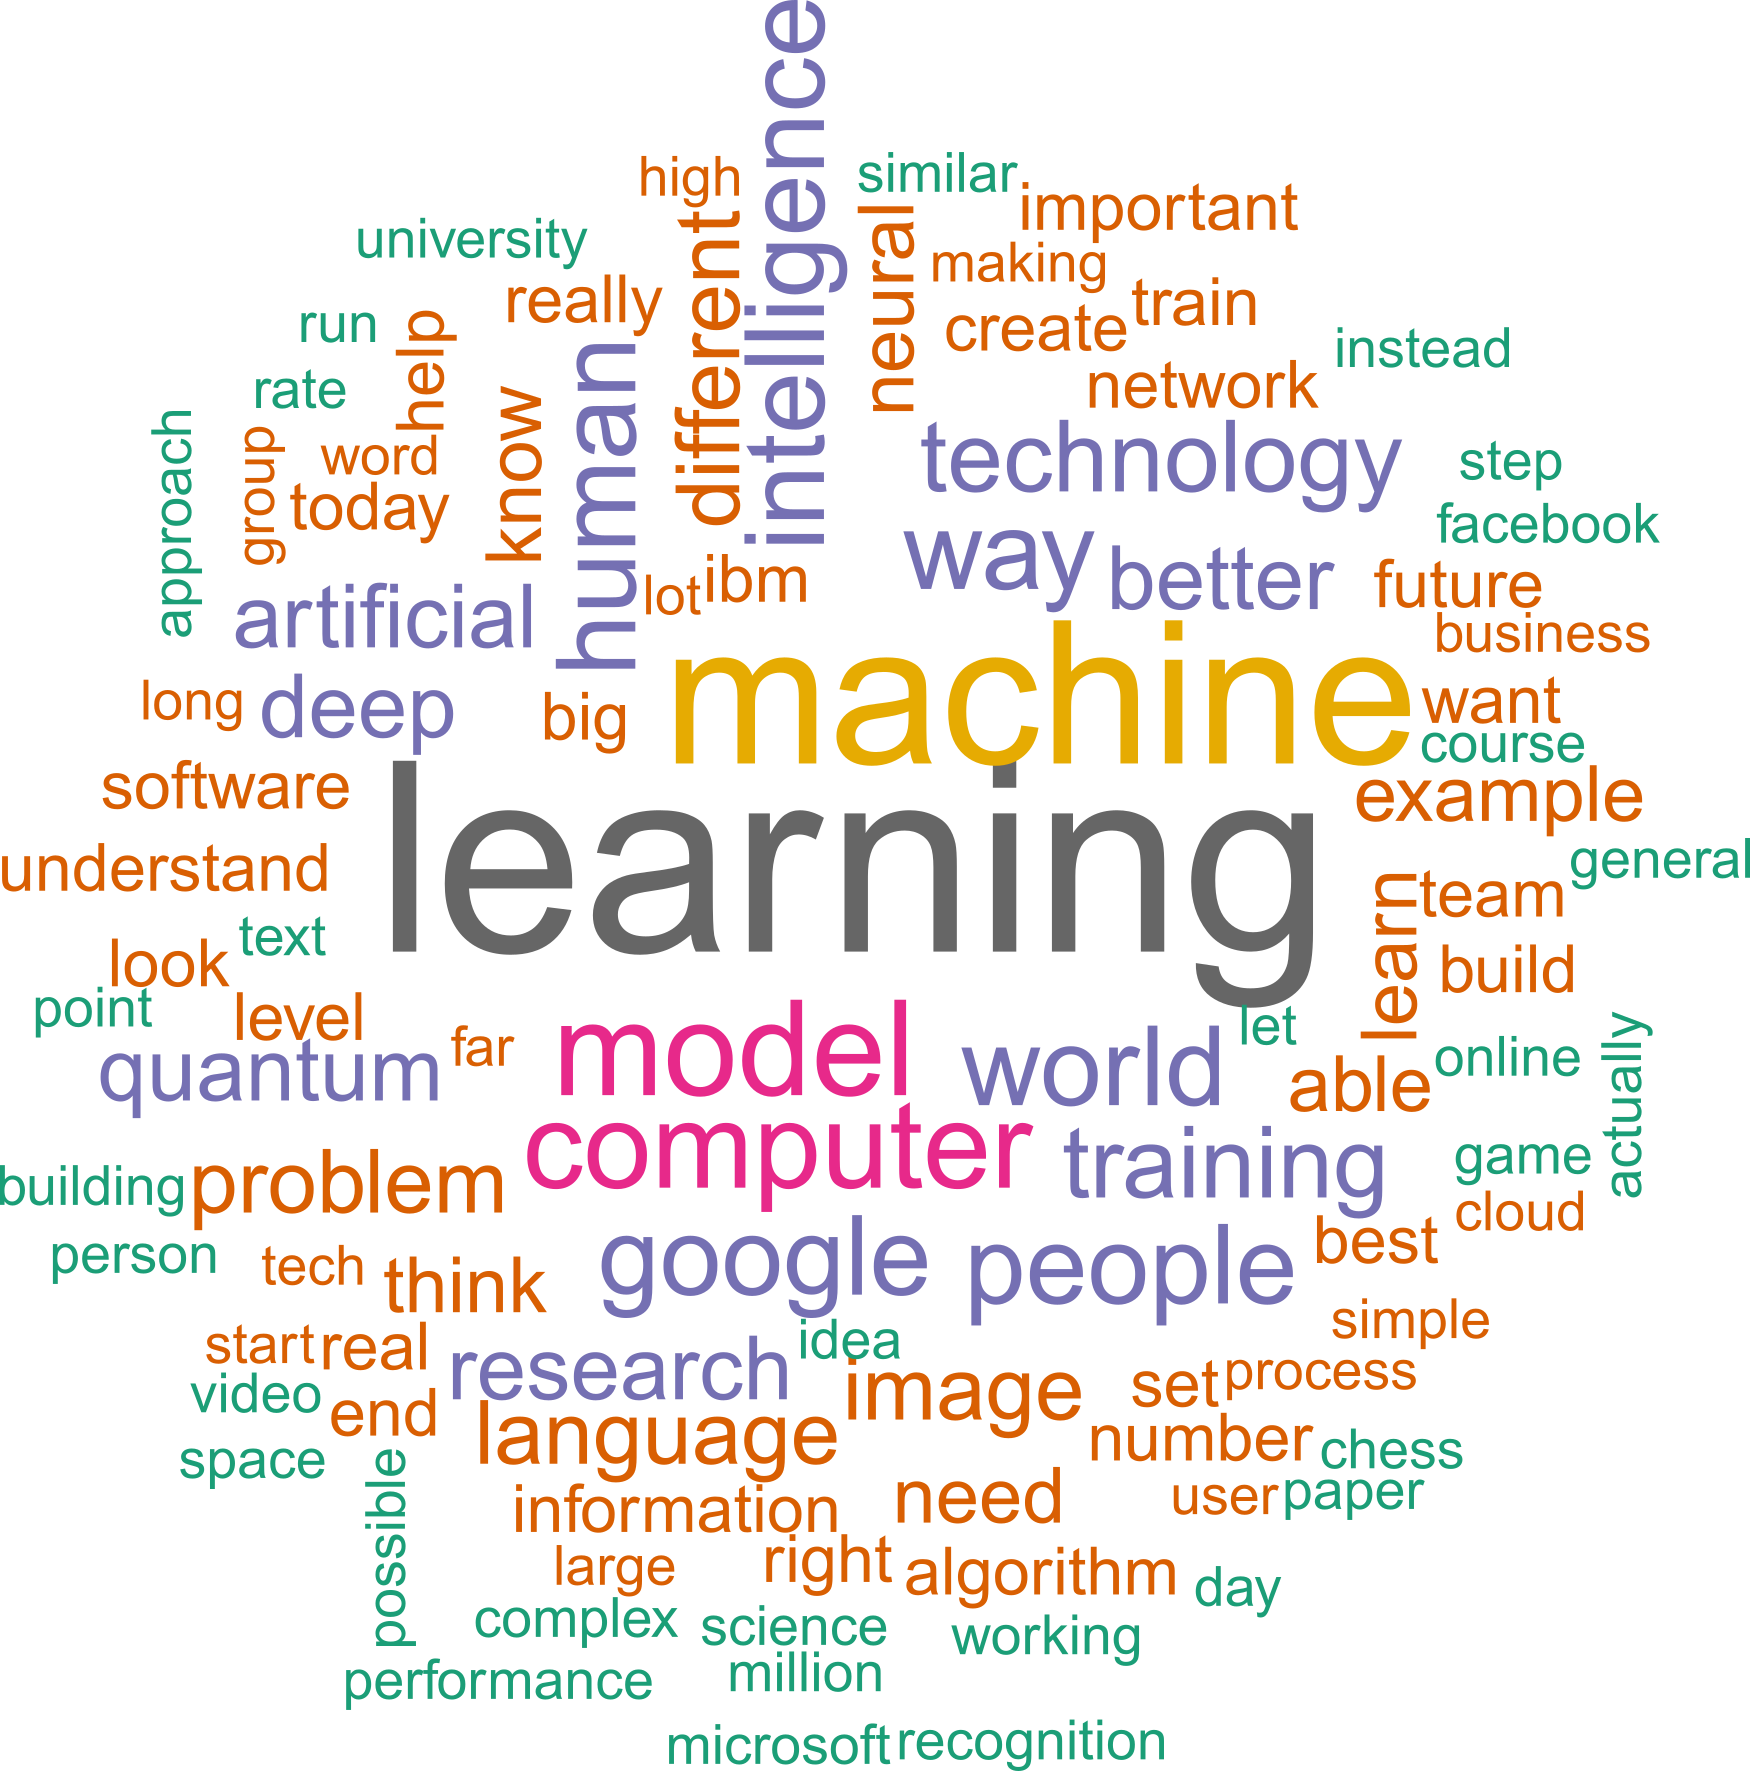 intelligence
high
similar
important
university
different
neural
making
really
train
run
help
create
instead
human
rate
know
network
approach
group
word
technology
step
today
facebook
way
better
artificial
lot
ibm
future
business
machine
long
deep
big
want
course
software
learning
example
understand
general
learn
team
text
look
build
point
level
far
model
world
let
actually
quantum
able
online
computer
training
game
building
problem
cloud
person
tech
think
google
people
best
start
real
research
idea
simple
video
end
image
set
process
space
language
number
chess
possible
information
need
user
paper
large
right
algorithm
day
complex
science
working
performance
million
microsoft
recognition